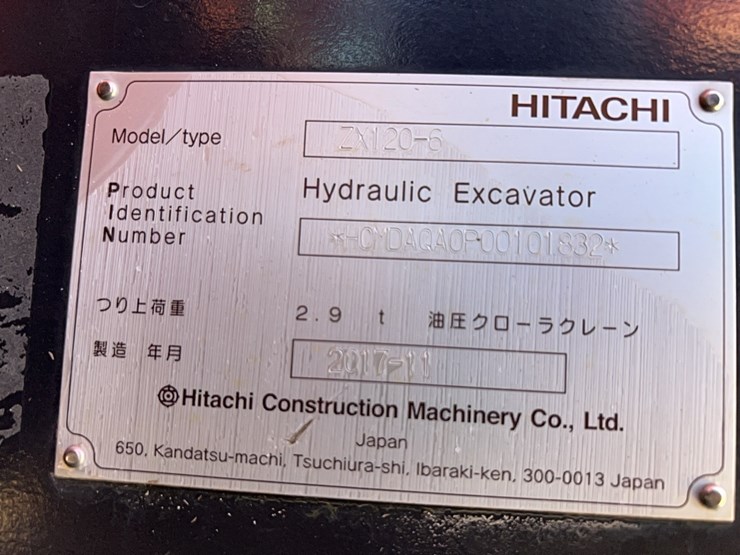 HITACHI
Model/type ZX120-6
Product Identification Number
Hydraulic Excavator
*HCMDAQA0P00101832*
つり上荷重 2.9 t 油圧クローラクレーン
製造 年月 2017-11
Hitachi Construction Machinery Co., Ltd.
Japan
650, Kandatsu-machi, Tsuchiura-shi, Ibaraki-ken, 300-0013 Japan